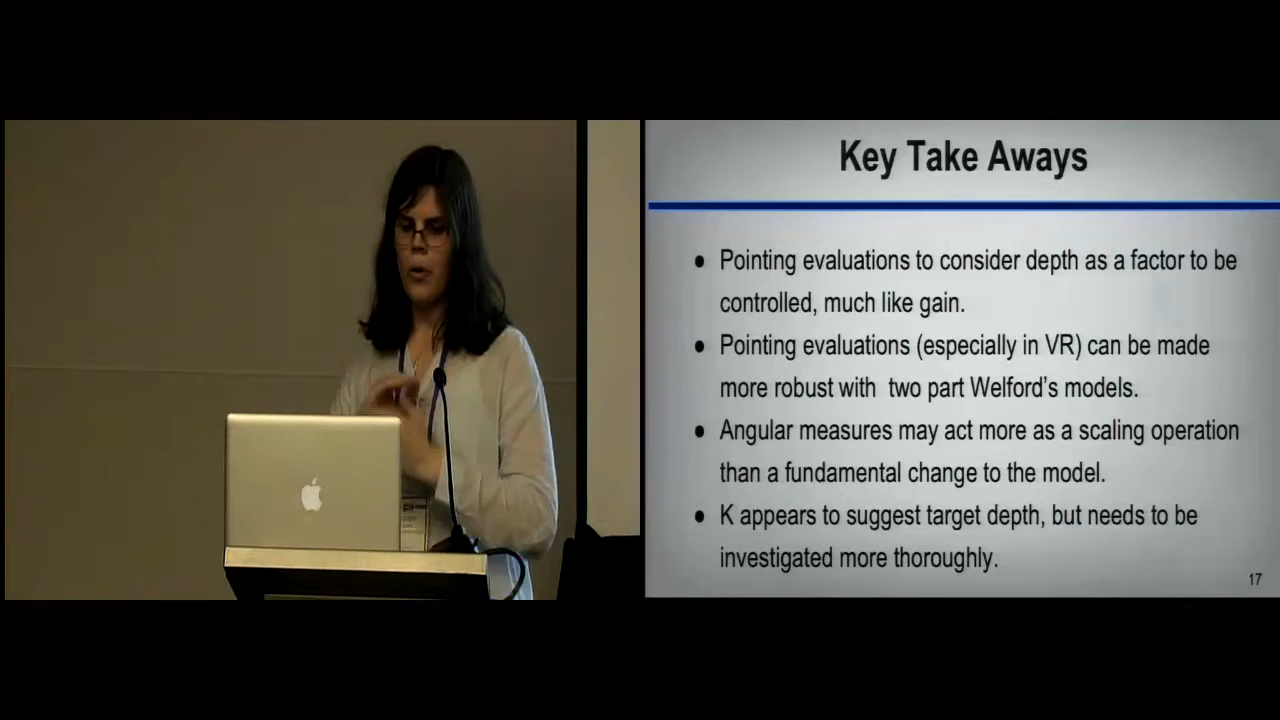 Key Take Aways
● Pointing evaluations to consider depth as a factor to be
controlled, much like gain.
● Pointing evaluations (especially in VR) can be made
more robust with two part Welford's models.
● Angular measures may act more as a scaling operation
than a fundamental change to the model.
● K appears to suggest target depth, but needs to be
investigated more thoroughly.
17